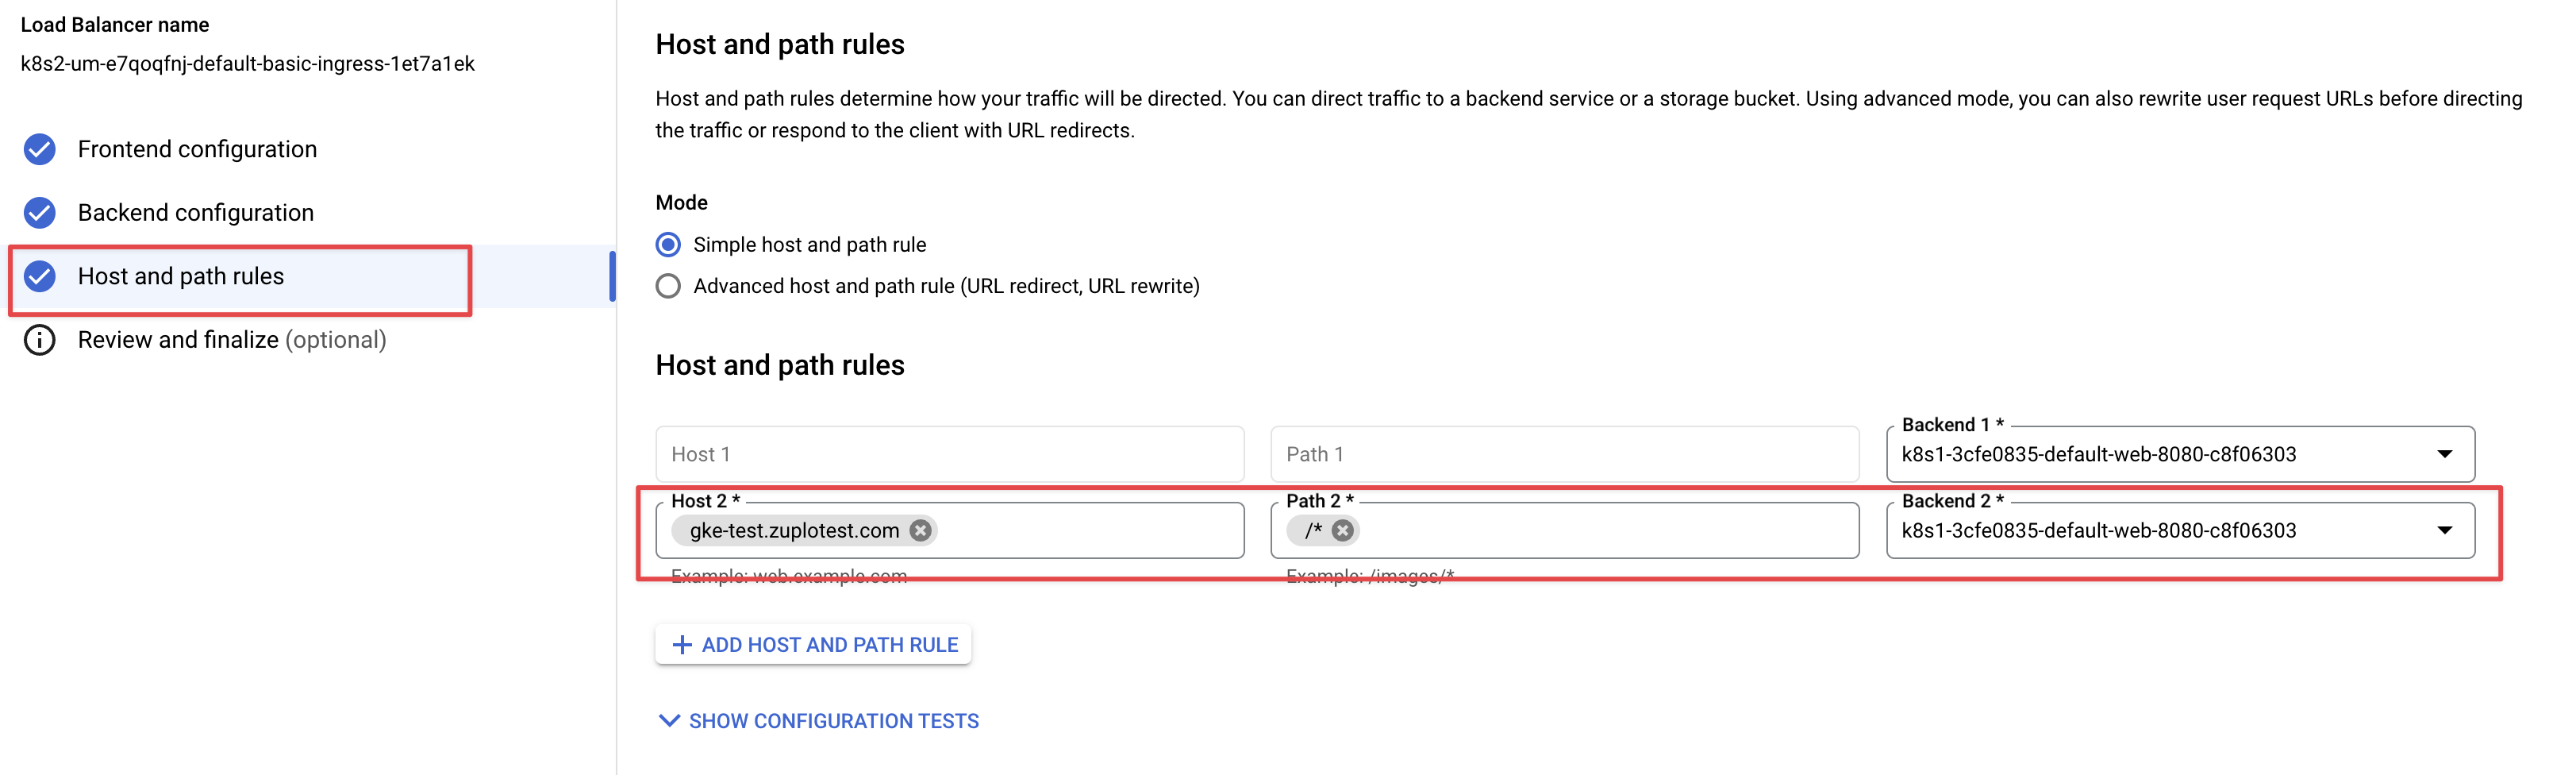 Load Balancer name
k8s2-um-e7qoqfnj-default-basic-ingress-1et7a1ek
Frontend configuration
Backend configuration
Host and path rules
Review and finalize (optional)
Host and path rules
Host and path rules determine how your traffic will be directed. You can direct traffic to a backend service or a storage bucket. Using advanced mode, you can also rewrite user request URLs before directing
the traffic or respond to the client with URL redirects.
Mode
Simple host and path rule
Advanced host and path rule (URL redirect, URL rewrite)
Host and path rules
Host 1
Path 1
Backend 1 *
k8s1-3cfe0835-default-web-8080-c8f06303
Host 2 *
gke-test.zuplotest.com
Example: web.example.com
Path 2 *
/*
Example: /images/*
Backend 2 *
k8s1-3cfe0835-default-web-8080-c8f06303
ADD HOST AND PATH RULE
SHOW CONFIGURATION TESTS